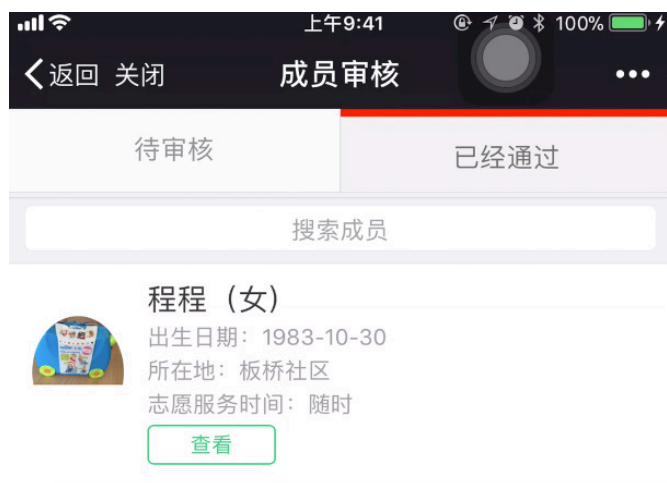 上午9:41
100%
返回 关闭 成员审核
待审核 已经通过
搜索成员
程程（女）
出生日期：1983-10-30
所在地：板桥社区
志愿服务时间：随时
查看